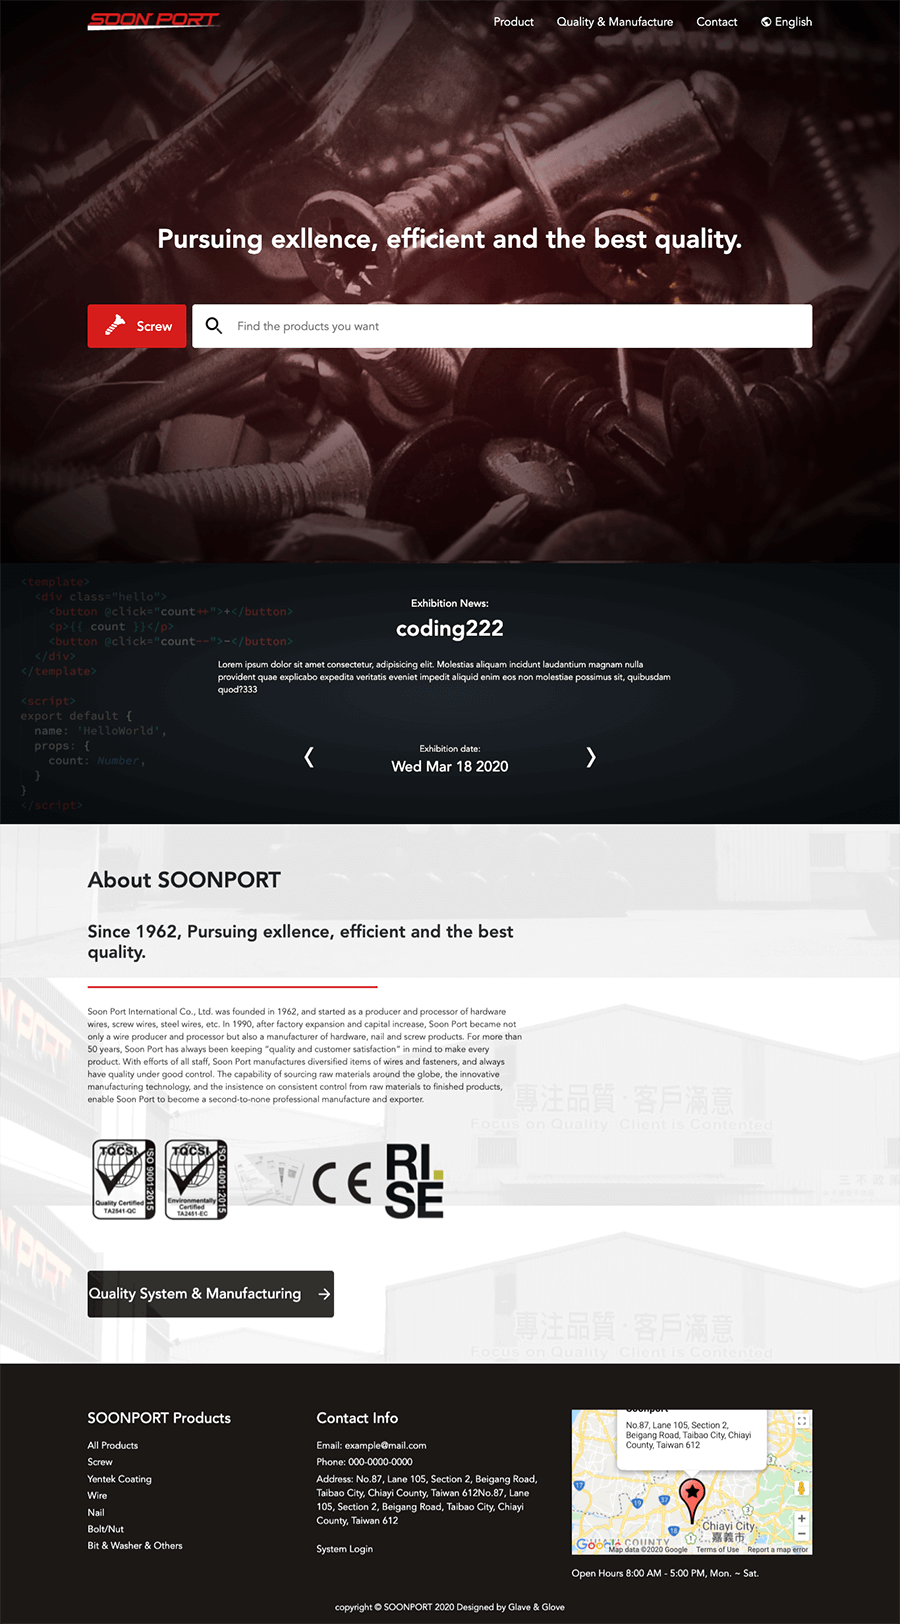 SOON PORT
Product Quality & Manufacture Contact English
Pursuing exllence, efficient and the best quality.
Screw Find the products you want
<template>
<div class="hello">
<button @click="count++">+</button>
<p>{{ count }}</p>
<button @click="count--">-</button>
</div>
</template>
<script>
export default {
name: 'HelloWorld',
props: {
count: Number,
}
}
</script>
Exhibition News:
coding222
Lorem ipsum dolor sit amet consectetur, adipisicing elit. Molestias aliquam incidunt laudantium magnam nulla
provident quae explicabo expedita veritatis eveniet impedit aliquid enim eos non molestiae possimus sit, quibusdam
quod?333
Exhibition date:
Wed Mar 18 2020
About SOONPORT
Since 1962, Pursuing exllence, efficient and the best
quality.
Soon Port International Co., Ltd. was founded in 1962, and started as a producer and processor of hardware
wires, screw wires, steel wires, etc. In 1990, after factory expansion and capital increase, Soon Port became not
only a wire producer and processor but also a manufacturer of hardware, nail and screw products. For more than
50 years, Soon Port has always been keeping "quality and customer satisfaction" in mind to make every
product. With efforts of all staff, Soon Port manufactures diversified items of wires and fasteners, and always
have quality under good control. The capability of sourcing raw materials around the globe, the innovative
manufacturing technology, and the insistence on consistent control from raw materials to finished products,
enable Soon Port to become a second-to-none professional manufacture and exporter.
專注品質·客戶滿意
Focus on Quality Client is Contented
三不政策
TQCSI
ISO 9001:2015
Quality Certified
TA2541-QC
TQCSI
ISO 14001:2015
Environmentally
Certified
TA2451-EC
CE
RI.
SE
Quality System & Manufacturing
專注品質·客戶滿意
Focus on Quality Client is Contented
SOONPORT Products
All Products
Screw
Yentek Coating
Wire
Nail
Bolt/Nut
Bit & Washer & Others
Contact Info
Email: example@mail.com
Phone: 000-0000-0000
Address: No.87, Lane 105, Section 2, Beigang Road,
Taibao City, Chiayi County, Taiwan 612No.87, Lane
105, Section 2, Beigang Road, Taibao City, Chiayi
County, Taiwan 612
System Login
Soonport
No.87, Lane 105, Section 2,
Beigang Road, Taibao City, Chiayi
County, Taiwan 612
17
19
37
3
18
1
Chiayi City
嘉義市
COUNTY
Google
Map data ©2020 Google Terms of Use Report a map error
Open Hours 8:00 AM - 5:00 PM, Mon. ~ Sat.
copyright © SOONPORT 2020 Designed by Glave & Glove